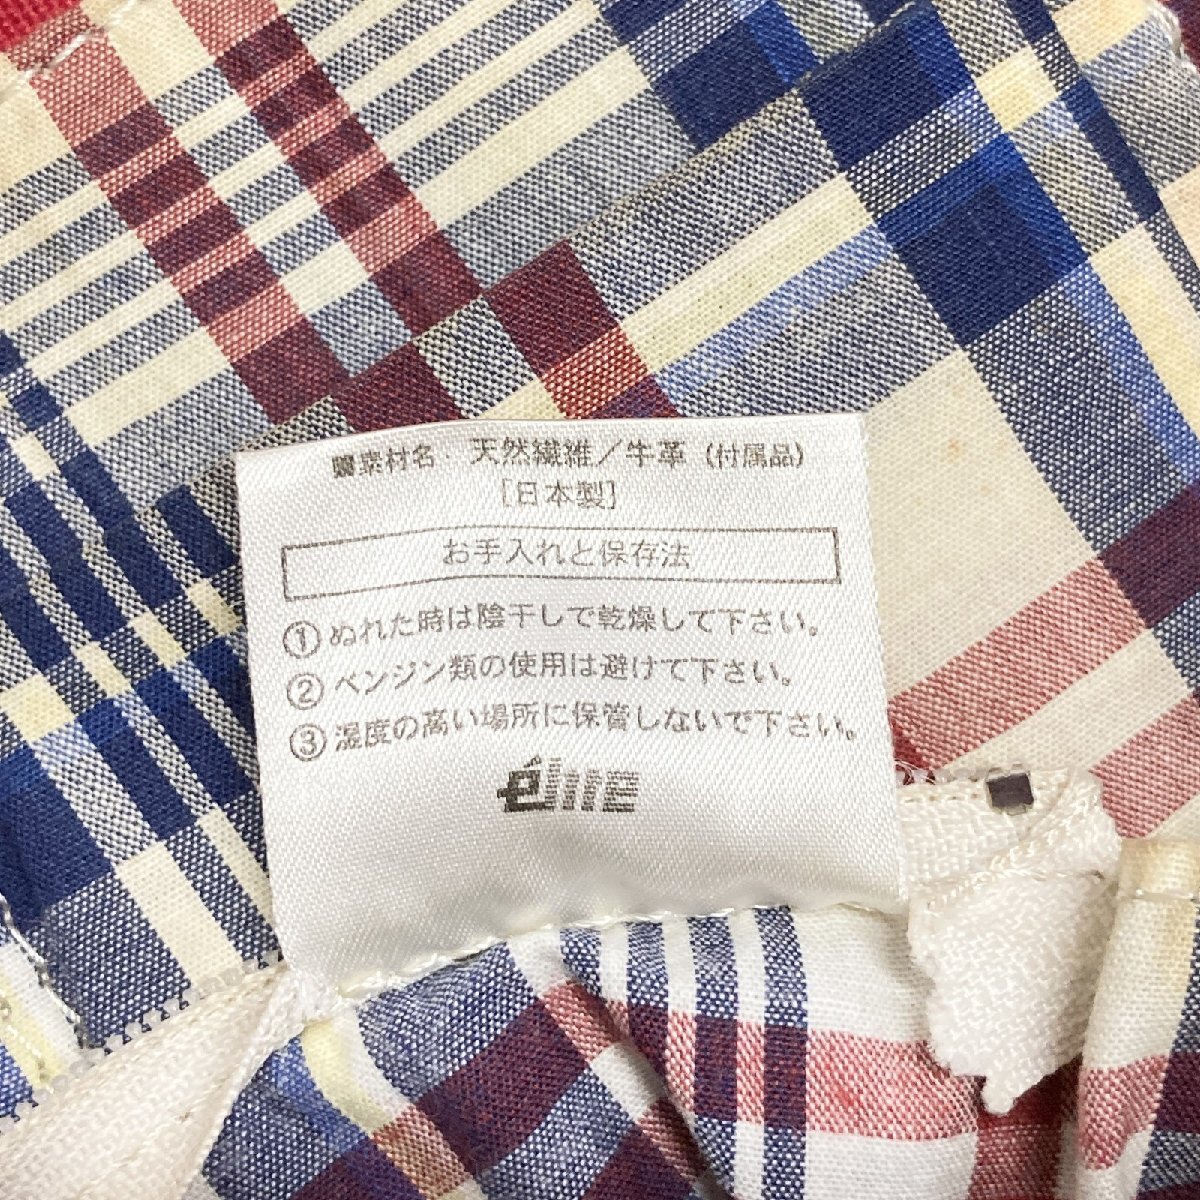 素材名・天然繊維／牛革（付属品）
［日本製］
お手入れと保存法
①ぬれた時は陰干しで乾燥して下さい。
②ベンジン類の使用は避けて下さい。
③湿度の高い場所に保管しないで下さい。
élite